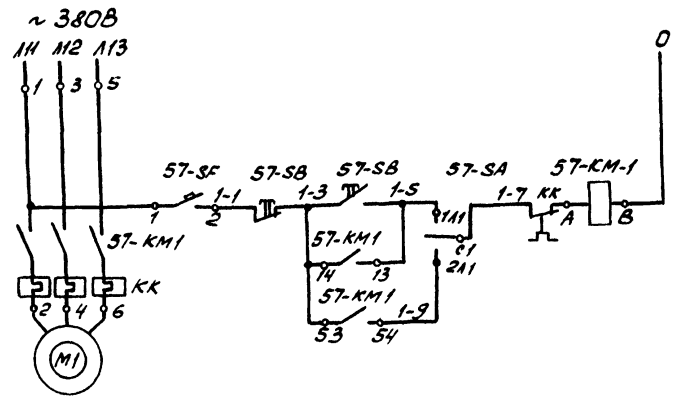 ~ 380В
Л11 Л12 Л13
О
1 3 5
57-SF 57-SB 57-SB 57-SA 57-КМ-1
1-1 1-3 1-5 1-7 КК
1 2 А В
1Л1
С1
2Л1
57-КМ1
57-КМ1
14 13
57-КМ1
1-9
53 54
КК
2 4 6
М1